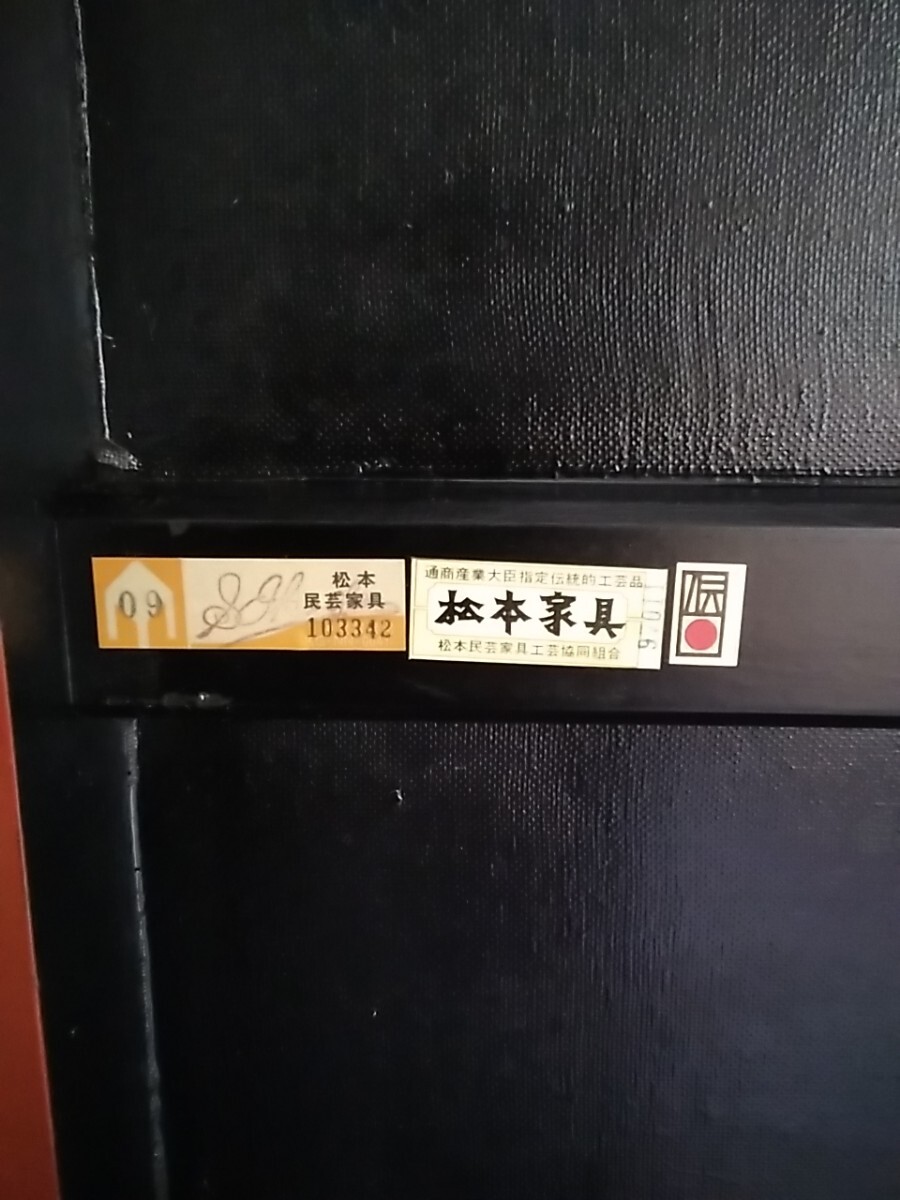 09
松本
民芸家具
103342
通商産業大臣指定伝統的工芸品
松本家具
松本民芸家具工芸協同組合
伝